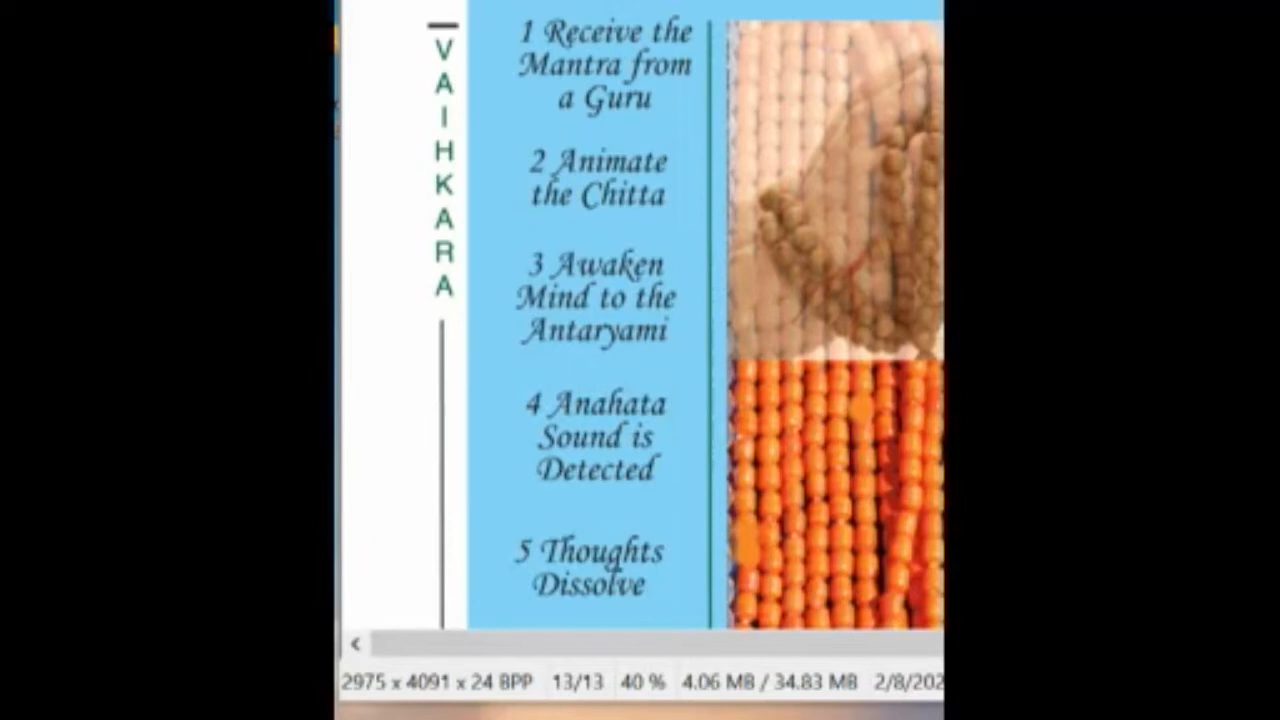 VAIHKARA
1 Receive the
Mantra from
a Guru
2 Animate
the Chitta
3 Awaken
Mind to the
Antaryami
4 Anahata
Sound is
Detected
5 Thoughts
Dissolve
2975 x 4091 x 24 BPP 13/13 40 % 4.06 MB / 34.83 MB 2/8/202